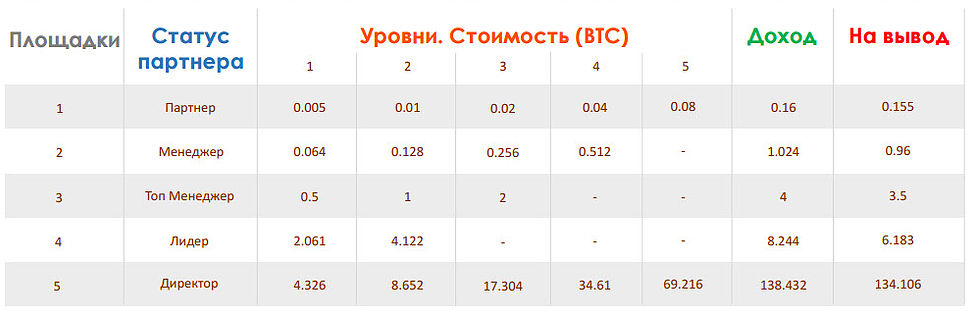 Площадки Статус партнера Уровни. Стоимость (BTC) Доход На вывод
1 2 3 4 5
1 Партнер 0.005 0.01 0.02 0.04 0.08 0.16 0.155
2 Менеджер 0.064 0.128 0.256 0.512 - 1.024 0.96
3 Топ Менеджер 0.5 1 2 - - 4 3.5
4 Лидер 2.061 4.122 - - - 8.244 6.183
5 Директор 4.326 8.652 17.304 34.61 69.216 138.432 134.106